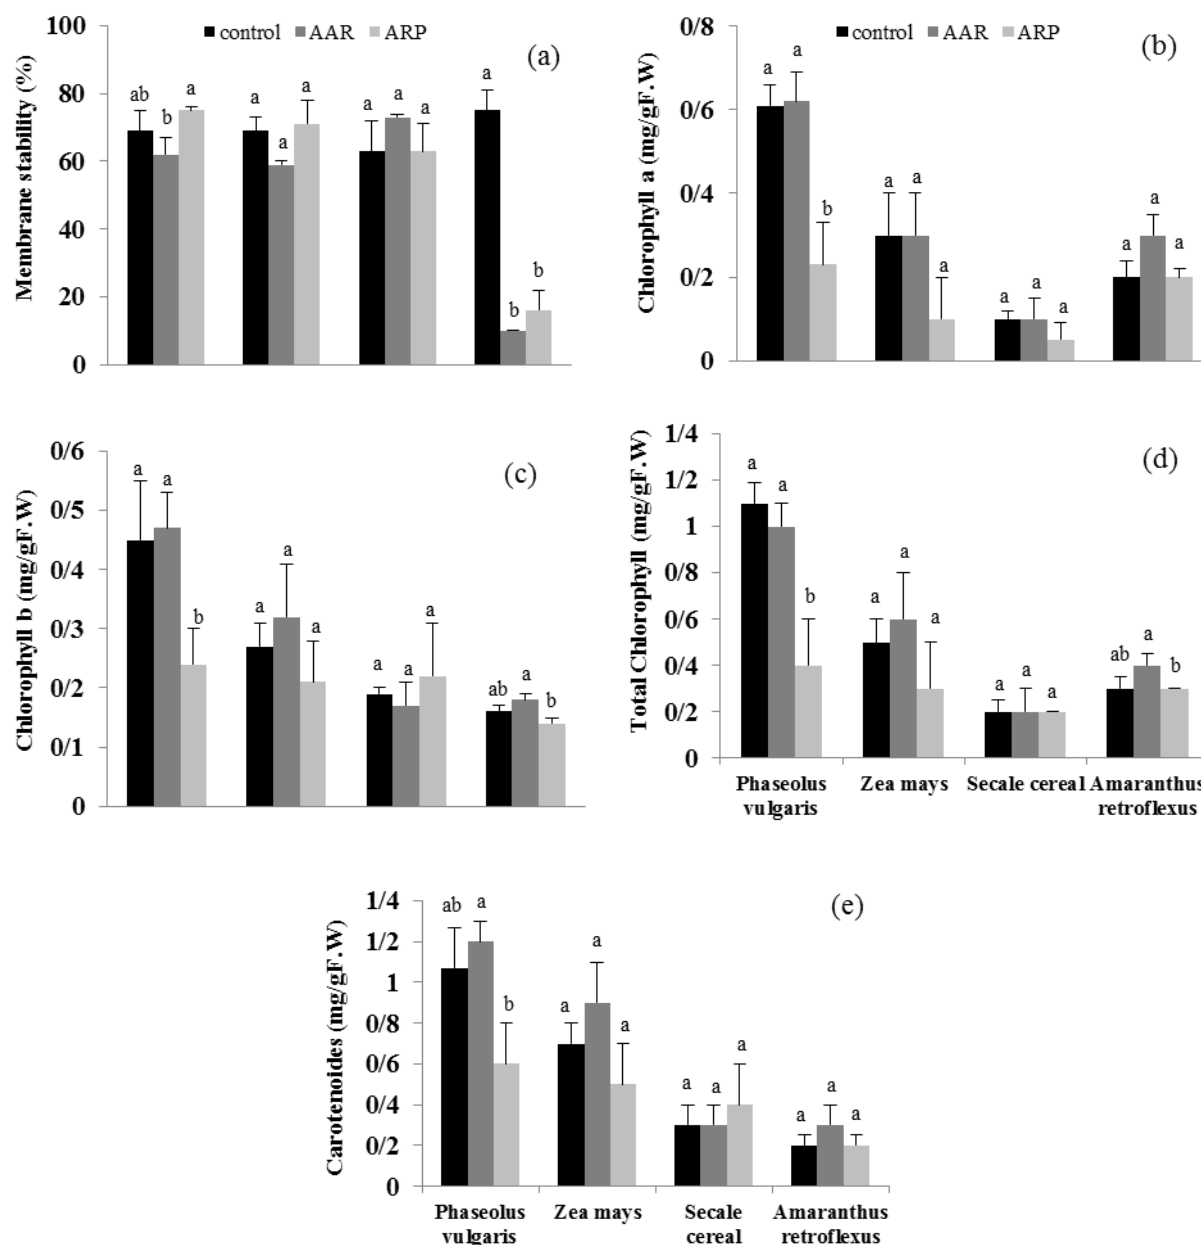 100
80
60
40
20
0
Membrane stability (%)
control AAR ARP
(a)
ab b a
a a a
a a a
a b b
0/8
0/6
0/4
0/2
0
Chlorophyll a (mg/gF.W)
control AAR ARP
(b)
a a b
a a a
a a a
a a a
0/6
0/5
0/4
0/3
0/2
0/1
0
Chlorophyll b (mg/gF.W)
(c)
a a b
a a a
a a a
ab a b
1/4
1/2
1
0/8
0/6
0/4
0/2
0
Total Chlorophyll (mg/gF.W)
(d)
a a b
a a a
a a a
ab a b
Phaseolus
vulgaris
Zea mays
Secale cereal
Amaranthus
retroflexus
1/4
1/2
1
0/8
0/6
0/4
0/2
0
Carotenoides (mg/gF.W)
(e)
ab a b
a a a
a a a
a a a
Phaseolus
vulgaris
Zea mays
Secale
cereal
Amaranthus
retroflexus